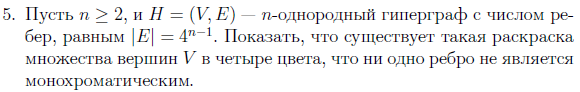 5. Пусть n ≥ 2, и H = (V, E) — n-однородный гиперграф с числом ре-
бер, равным |E| = 4ⁿ⁻¹. Показать, что существует такая раскраска
множества вершин V в четыре цвета, что ни одно ребро не является
монохроматическим.